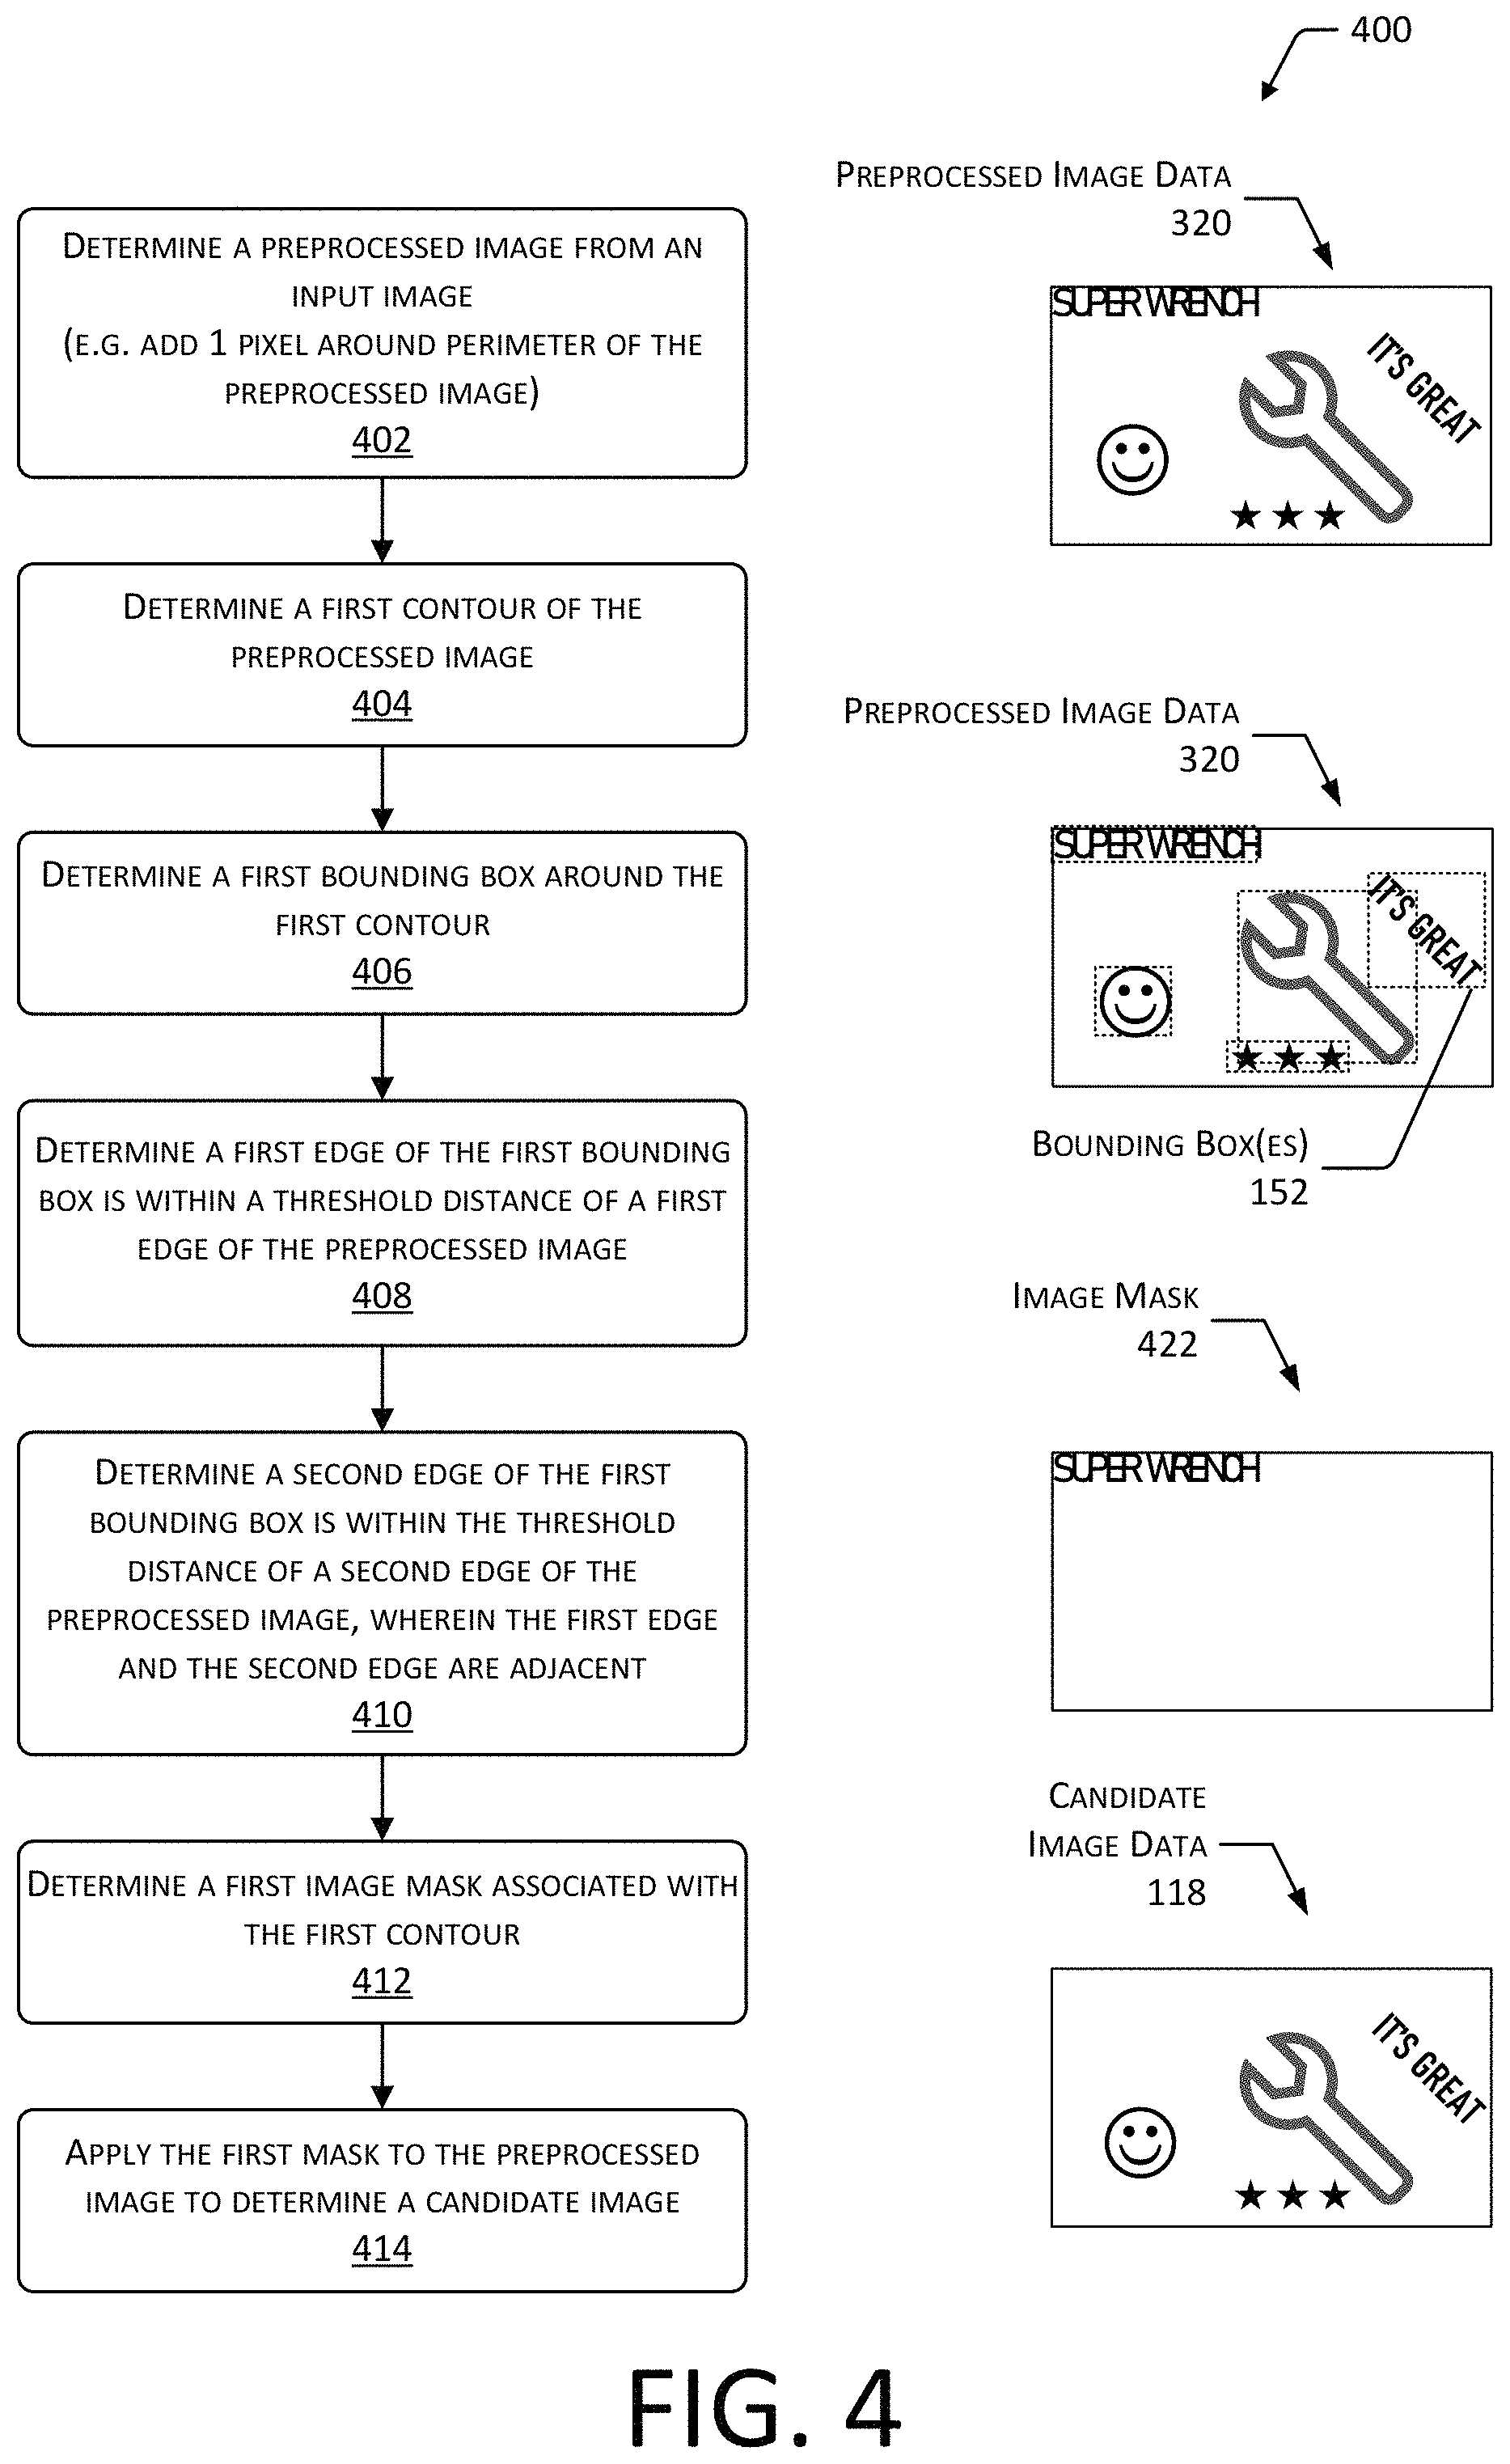 400
DETERMINE A PREPROCESSED IMAGE FROM AN
INPUT IMAGE
(E.G. ADD 1 PIXEL AROUND PERIMETER OF THE
PREPROCESSED IMAGE)
402
DETERMINE A FIRST CONTOUR OF THE
PREPROCESSED IMAGE
404
DETERMINE A FIRST BOUNDING BOX AROUND THE
FIRST CONTOUR
406
DETERMINE A FIRST EDGE OF THE FIRST BOUNDING
BOX IS WITHIN A THRESHOLD DISTANCE OF A FIRST
EDGE OF THE PREPROCESSED IMAGE
408
DETERMINE A SECOND EDGE OF THE FIRST
BOUNDING BOX IS WITHIN THE THRESHOLD
DISTANCE OF A SECOND EDGE OF THE
PREPROCESSED IMAGE, WHEREIN THE FIRST EDGE
AND THE SECOND EDGE ARE ADJACENT
410
DETERMINE A FIRST IMAGE MASK ASSOCIATED WITH
THE FIRST CONTOUR
412
APPLY THE FIRST MASK TO THE PREPROCESSED
IMAGE TO DETERMINE A CANDIDATE IMAGE
414
PREPROCESSED IMAGE DATA
320
SUPER WRENCH
IT'S GREAT
PREPROCESSED IMAGE DATA
320
SUPER WRENCH
IT'S GREAT
BOUNDING BOX(ES)
152
IMAGE MASK
422
SUPER WRENCH
CANDIDATE
IMAGE DATA
118
IT'S GREAT
FIG. 4